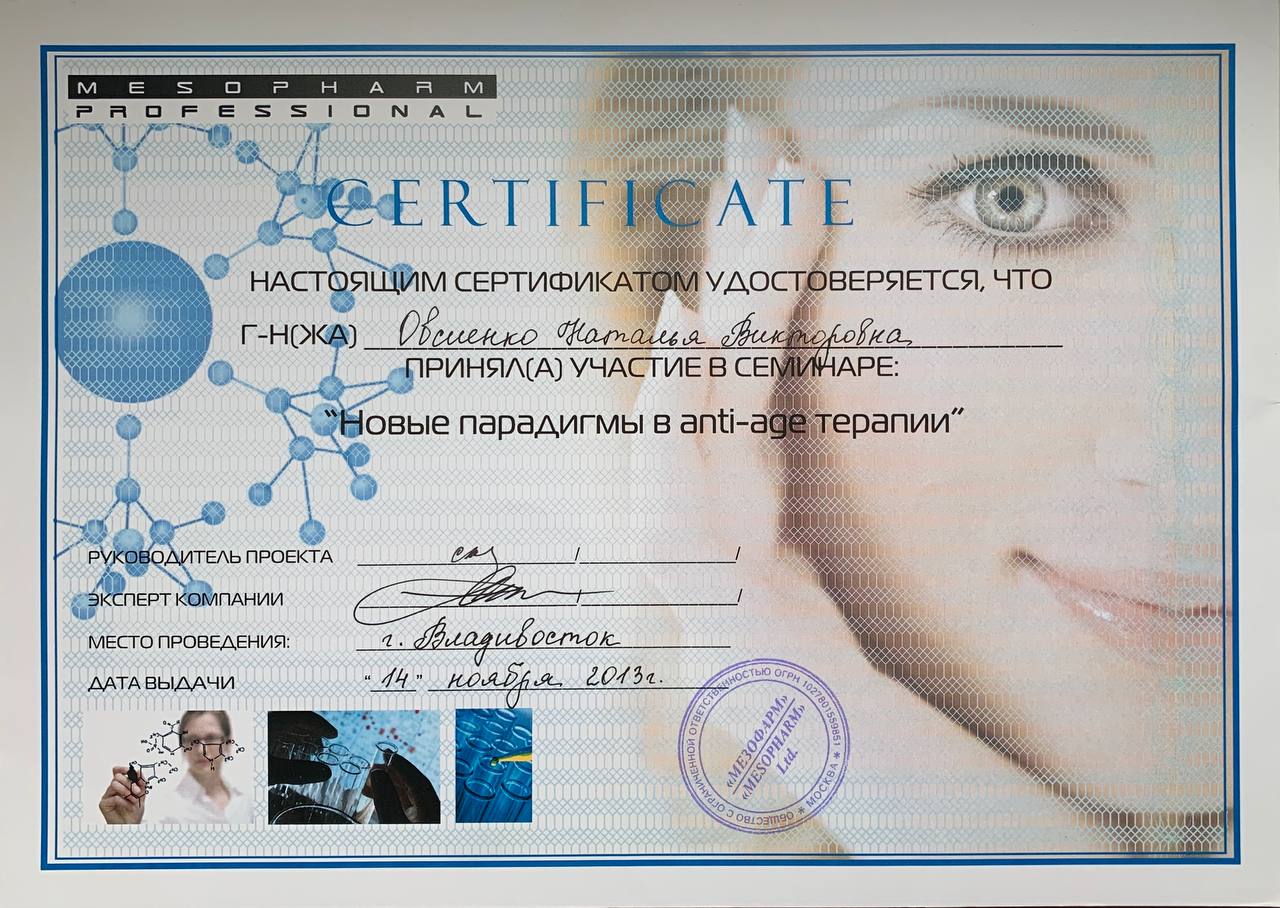 MESOPHARM
PROFESSIONAL
CERTIFICATE
НАСТОЯЩИМ СЕРТИФИКАТОМ УДОСТОВЕРЯЕТСЯ, ЧТО
Г-Н(ЖА) Овсиенко Наталья Викторовна
ПРИНЯЛ(А) УЧАСТИЕ В СЕМИНАРЕ:
“Новые парадигмы в anti-age терапии”
РУКОВОДИТЕЛЬ ПРОЕКТА / /
ЭКСПЕРТ КОМПАНИИ / /
МЕСТО ПРОВЕДЕНИЯ: г. Владивосток
ДАТА ВЫДАЧИ “14” ноября 2013г.
ОБЩЕСТВО С ОГРАНИЧЕННОЙ ОТВЕТСТВЕННОСТЬЮ ОГРН 1027801559851 * МОСКВА *
«МЕЗОФАРМ»
«MESOPHARM»
Ltd.